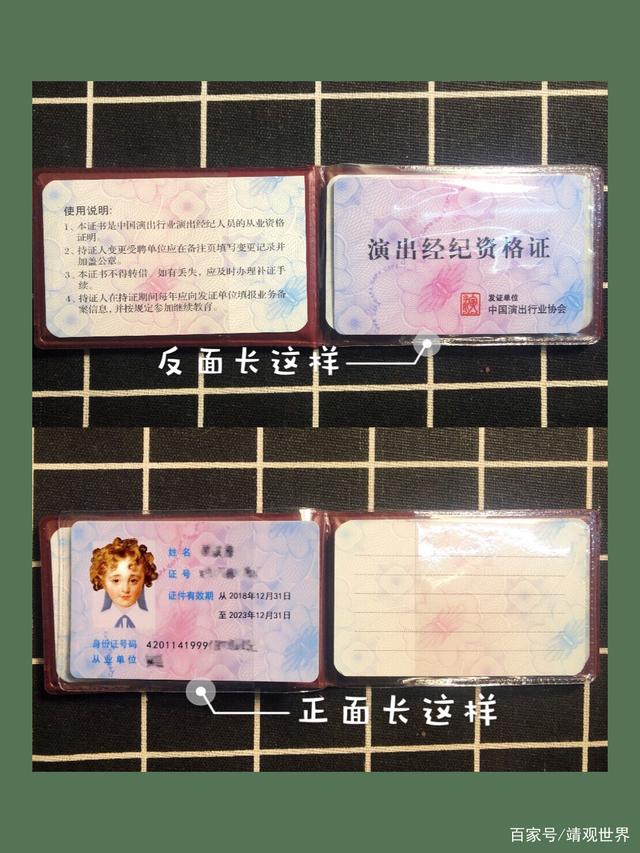 使用说明:
1、本证书是中国演出行业演出经纪人员的从业资格
证明。
2、持证人变更受聘单位应在备注页填写变更记录并
加盖公章。
3、本证书不得转借。如有丢失，应及时办理补证手
续。
4、持证人在持证期间每年应向发证单位填报业务备
案信息，并按规定参加继续教育。
演出经纪资格证
发证单位
中国演出行业协会
反面长这样
姓名
证号
证件有效期 从 2018年12月31日
至 2023年12月31日
身份证号码 4201141999
从业单位
正面长这样
百家号/靖观世界